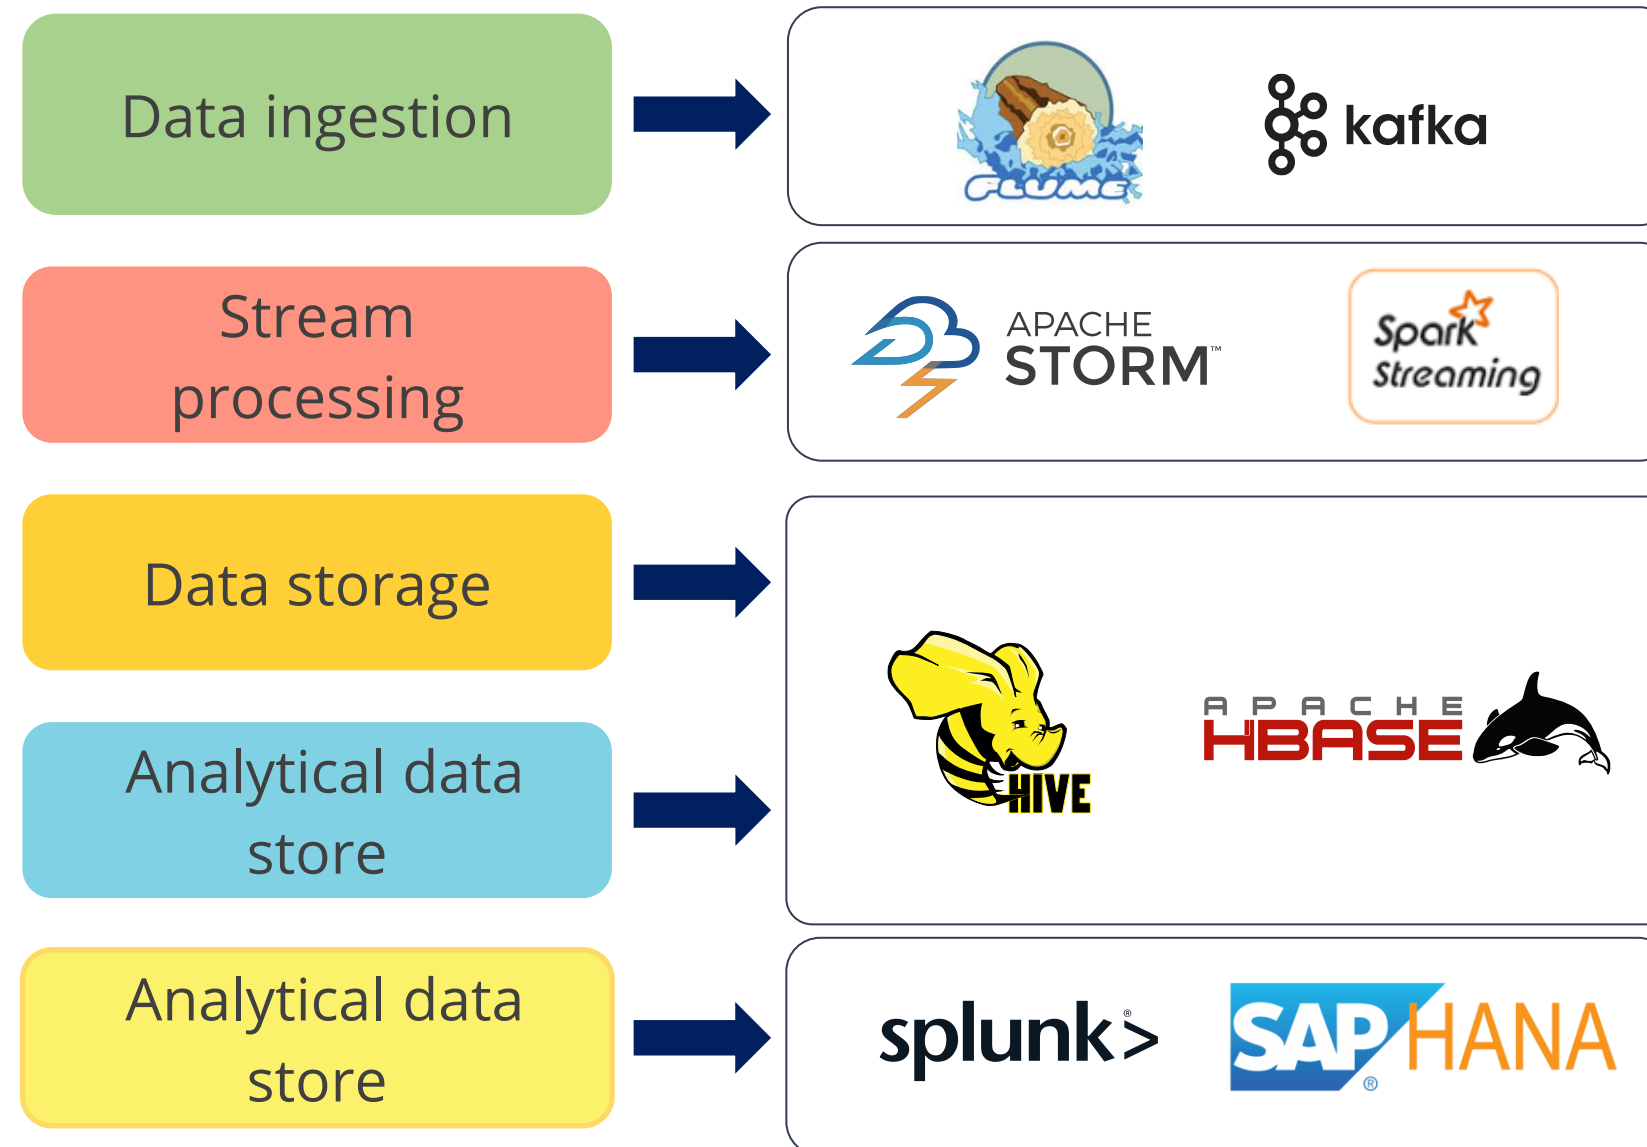 Data ingestion
FLUME
kafka
Stream
processing
APACHE
STORM™
Spark
Streaming
Data storage
Analytical data
store
HIVE
APACHE
HBASE
Analytical data
store
splunk>®
SAP® HANA